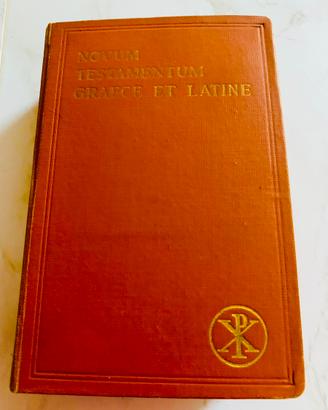 NOVUM
TESTAMENTUM
GRAECE ET LATINE